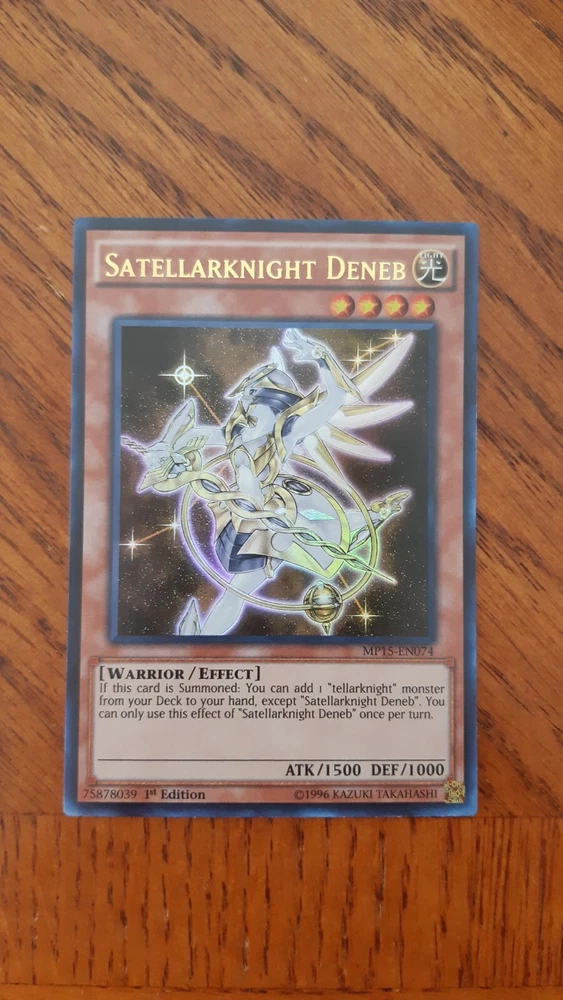 SATELLARKNIGHT DENEB
LIGHT
光
MP15-EN074
[WARRIOR / EFFECT]
If this card is Summoned: You can add 1 "tellarknight" monster
from your Deck to your hand, except "Satellarknight Deneb". You
can only use this effect of "Satellarknight Deneb" once per turn.
ATK/1500 DEF/1000
75878039 1st Edition ©1996 KAZUKI TAKAHASHI